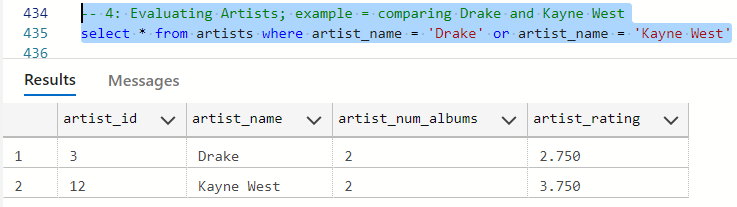 434 -- 4: Evaluating Artists; example = comparing Drake and Kayne West
435 select * from artists where artist_name = 'Drake' or artist_name = 'Kayne West'
436
Results Messages
artist_id artist_name artist_num_albums artist_rating
1 3 Drake 2 2.750
2 12 Kayne West 2 3.750